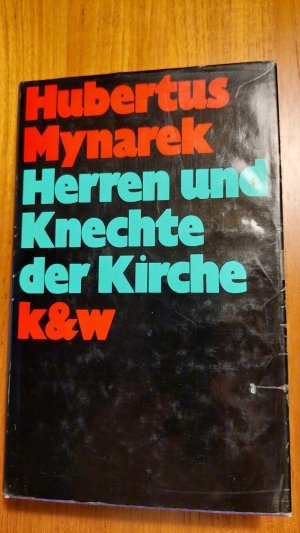 Hubertus
Mynarek
Herren und
Knechte
der Kirche
k&w